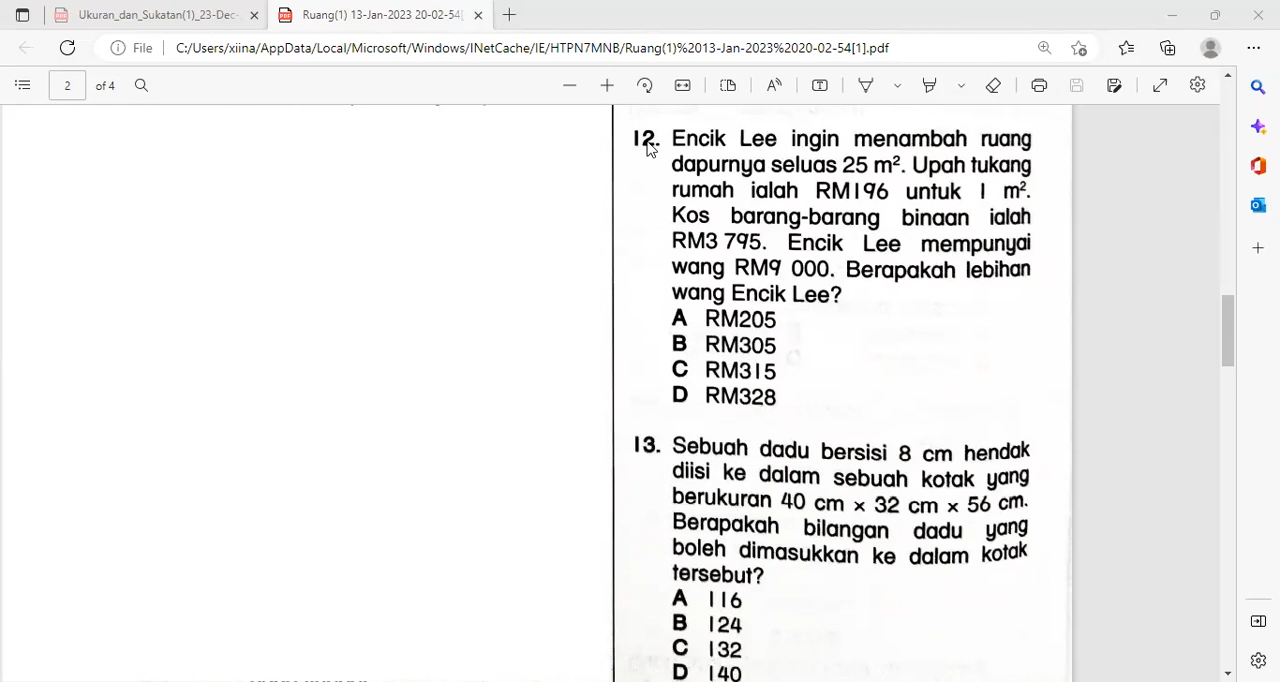 Ukuran_dan_Sukatan(1)_23-Dec-
Ruang(1) 13-Jan-2023 20-02-54[
File
C:/Users/xiina/AppData/Local/Microsoft/Windows/INetCache/IE/HTPN7MNB/Ruang(1)%2013-Jan-2023%2020-02-54[1].pdf
2 of 4
12. Encik Lee ingin menambah ruang
dapurnya seluas 25 m². Upah tukang
rumah ialah RM196 untuk 1 m².
Kos barang-barang binaan ialah
RM3 795. Encik Lee mempunyai
wang RM9 000. Berapakah lebihan
wang Encik Lee?
A RM205
B RM305
C RM315
D RM328
13. Sebuah dadu bersisi 8 cm hendak
diisi ke dalam sebuah kotak yang
berukuran 40 cm × 32 cm × 56 cm.
Berapakah bilangan dadu yang
boleh dimasukkan ke dalam kotak
tersebut?
A 116
B 124
C 132
D 140